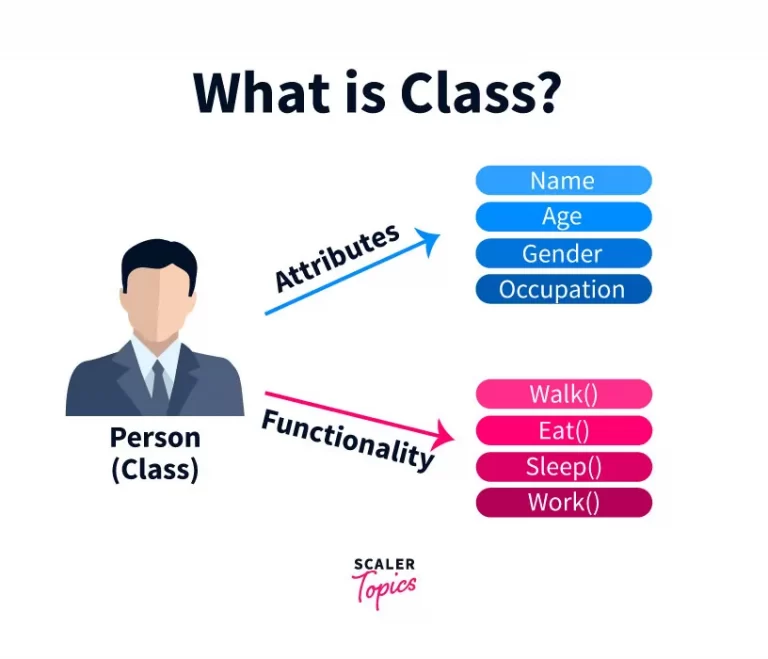 What is Class?
Attributes
Name
Age
Gender
Occupation
Person
(Class)
Functionality
Walk()
Eat()
Sleep()
Work()
SCALER
Topics